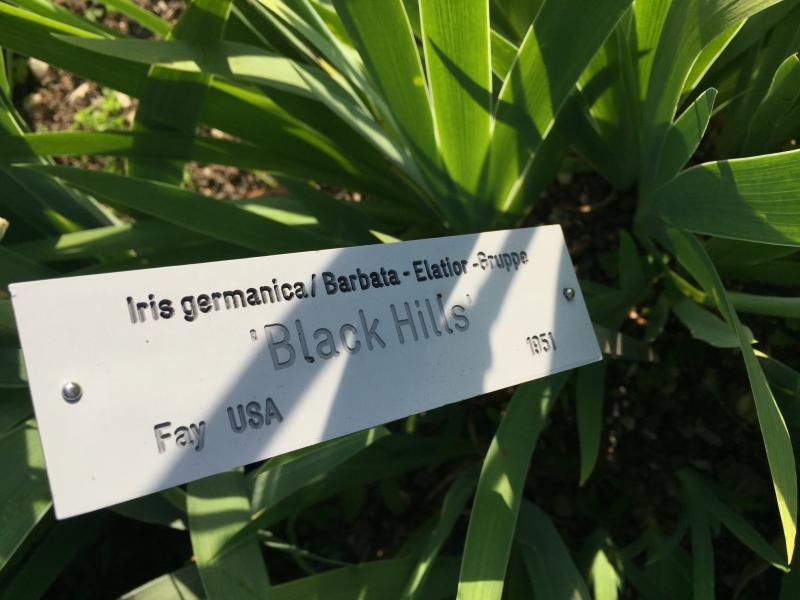 Iris germanica / Barbata - Elatior - Gruppe
'Black Hills'
1951
Fay USA